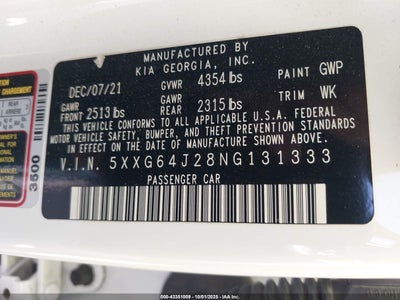 MANUFACTURED BY
KIA GEORGIA, INC.
DEC/07/21 GVWR 4354 lbs PAINT GWP
GAWR FRONT 2513 lbs GAWR REAR 2315 lbs TRIM WK
THIS VEHICLE CONFORMS TO ALL APPLICABLE U.S. FEDERAL
MOTOR VEHICLE SAFETY, BUMPER, AND THEFT PREVENTION
STANDARDS IN EFFECT ON THE DATE OF MANUFACTURE SHOWN ABOVE.
V.I.N. 5XXG64J28NG131333
PASSENGER CAR
3500
REAR
000-43351009 - 10/01/2025 - IAA Inc.